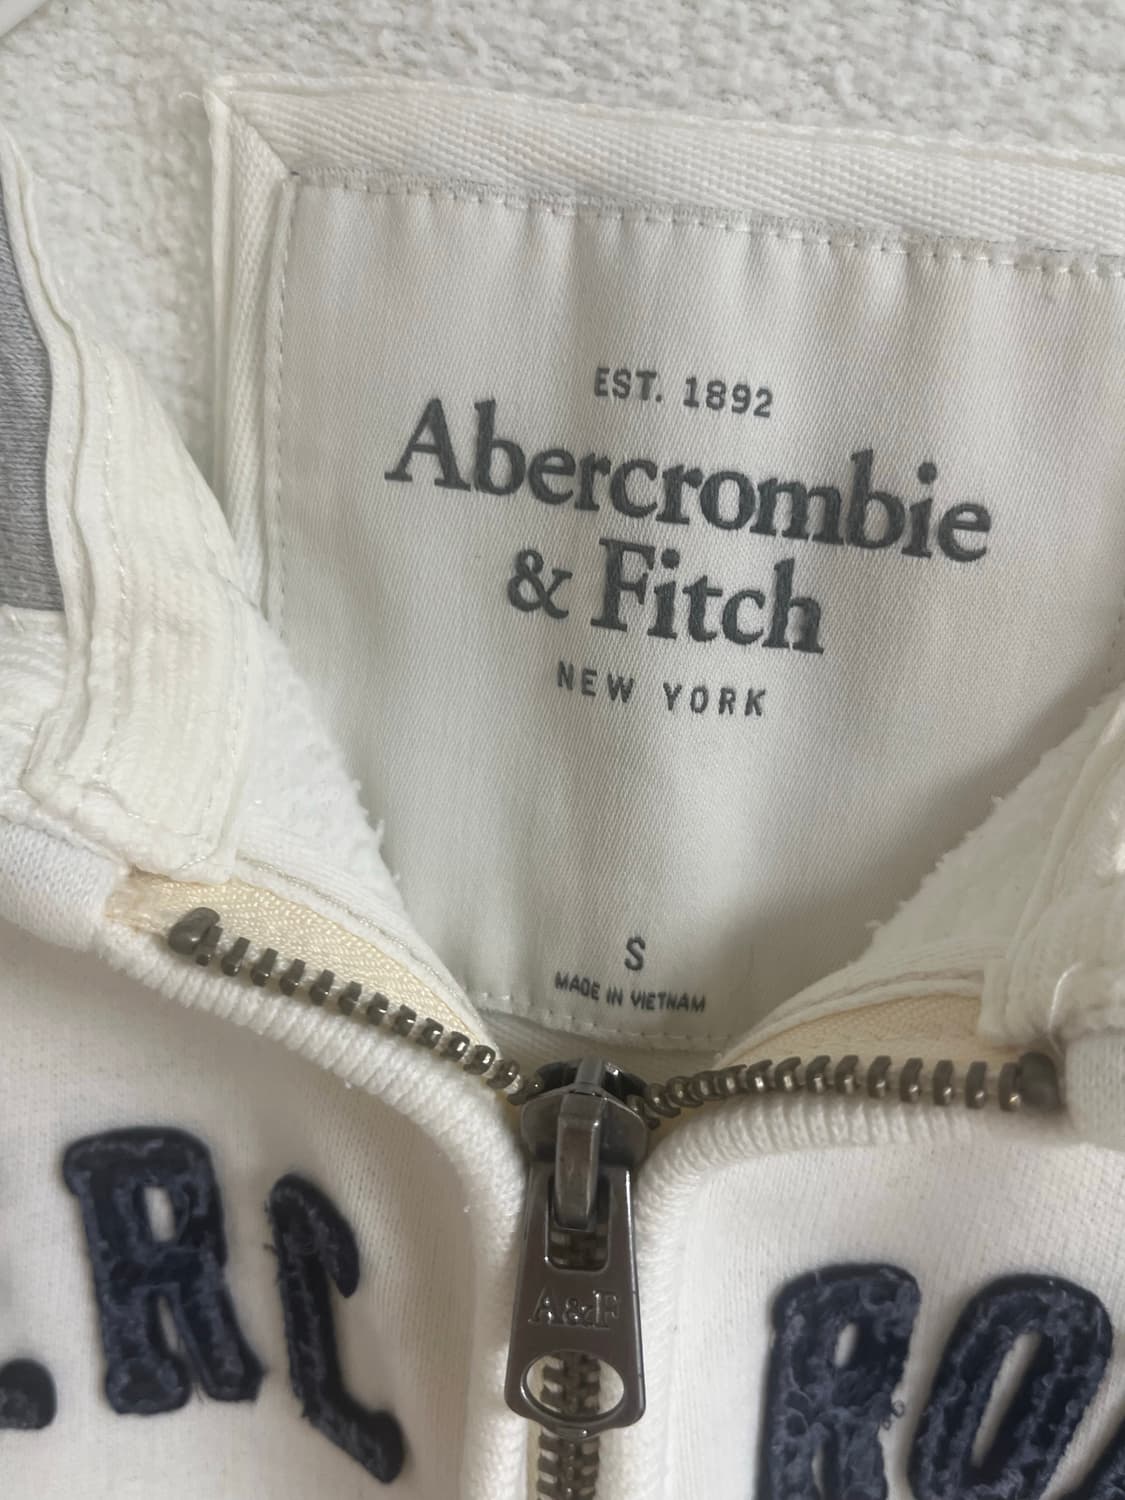 EST. 1892
Abercrombie
& Fitch
NEW YORK
S
MADE IN VIETNAM
A&F